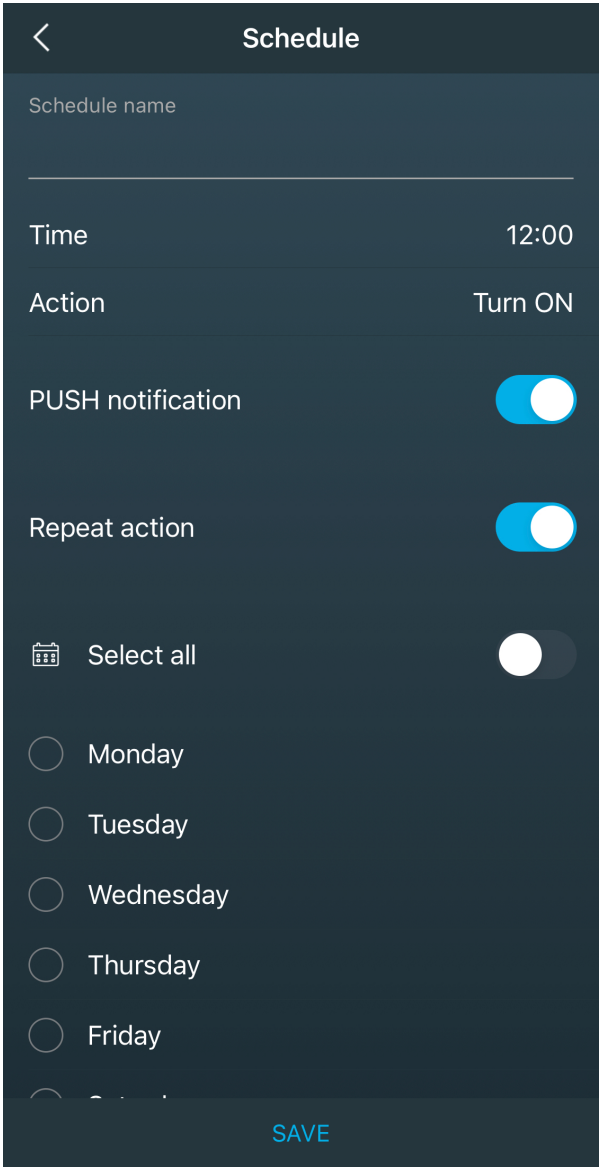 Schedule
Schedule name
Time 12:00
Action Turn ON
PUSH notification
Repeat action
Select all
Monday
Tuesday
Wednesday
Thursday
Friday
SAVE